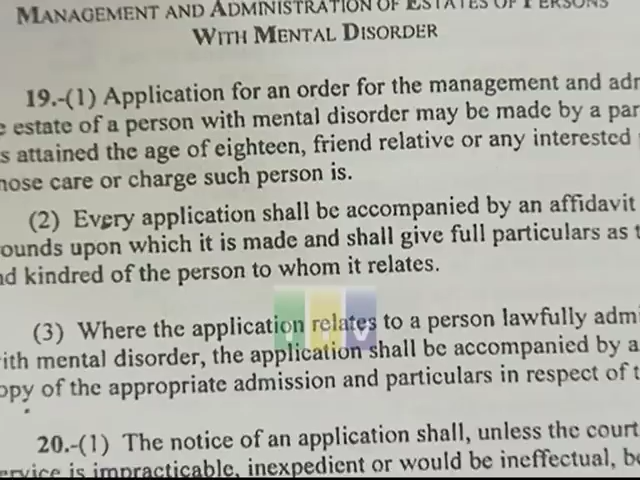 MANAGEMENT AND ADMINISTRATION OF ESTATES OF PERSONS
WITH MENTAL DISORDER
19.-(1) Application for an order for the management and adm
e estate of a person with mental disorder may be made by a par
s attained the age of eighteen, friend relative or any interested
hose care or charge such person is.
(2) Every application shall be accompanied by an affidavit
ounds upon which it is made and shall give full particulars as t
nd kindred of the person to whom it relates.
(3) Where the application relates to a person lawfully admi
ith mental disorder, the application shall be accompanied by a
opy of the appropriate admission and particulars in respect of t
20.-(1) The notice of an application shall, unless the court
ervice is impracticable, inexpedient or would be ineffectual, be